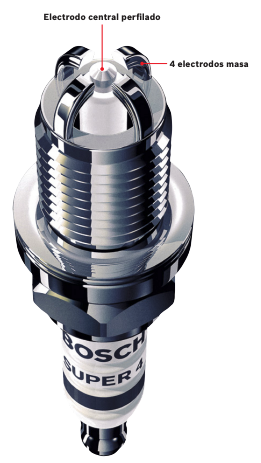 Electrodo central perfilado
4 electrodos masa
BOSCH
SUPER 4